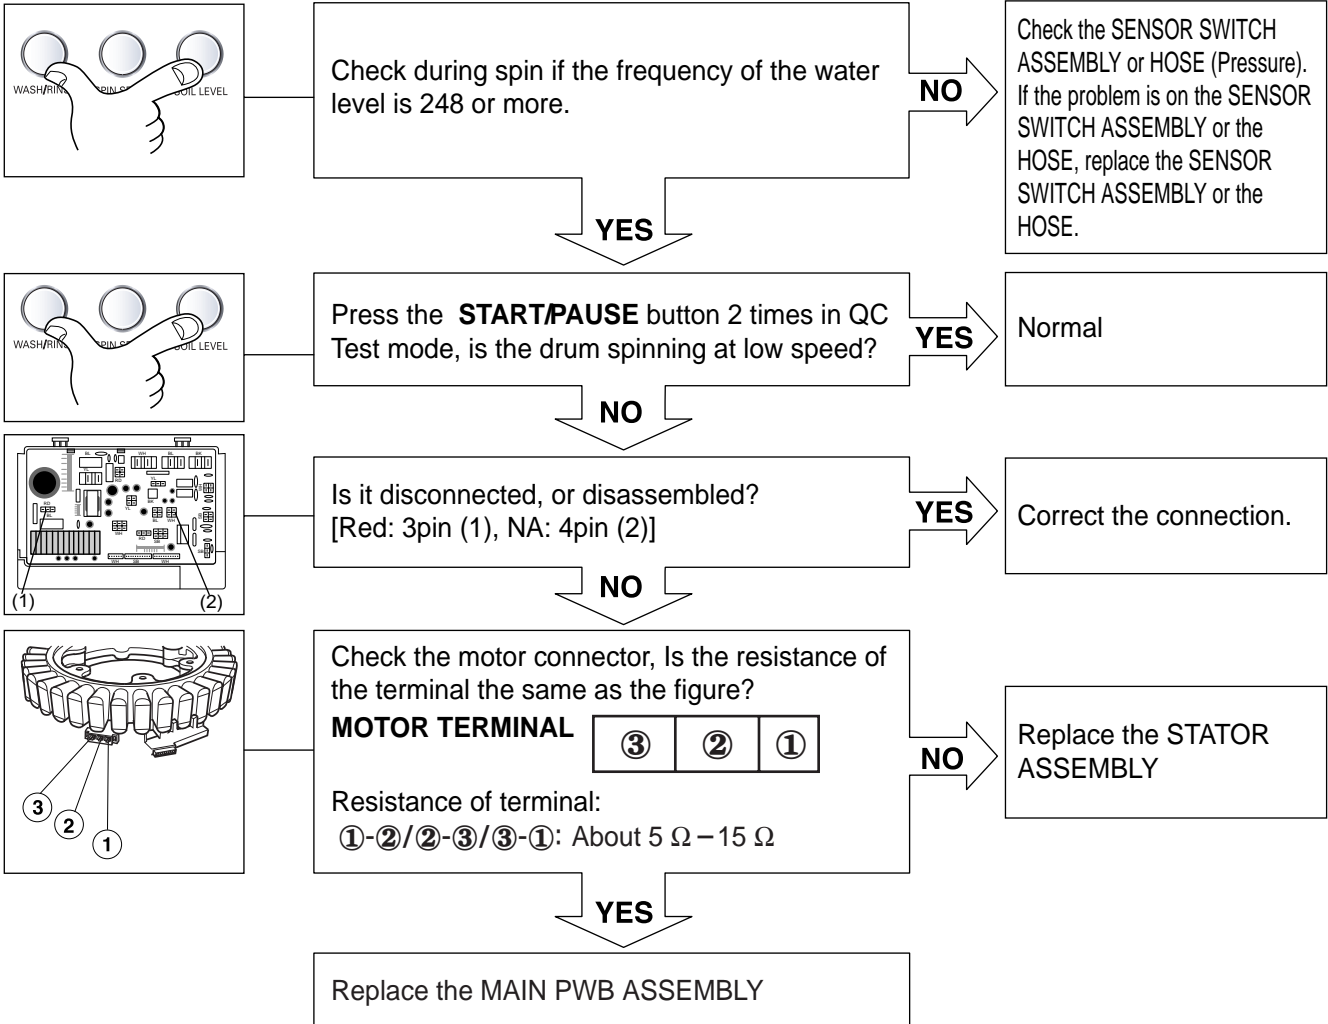 WASH/RIN
SPIN S
SOIL LEVEL
Check during spin if the frequency of the water
level is 248 or more.
NO
Check the SENSOR SWITCH
ASSEMBLY or HOSE (Pressure).
If the problem is on the SENSOR
SWITCH ASSEMBLY or the
HOSE, replace the SENSOR
SWITCH ASSEMBLY or the
HOSE.
YES
WASH/RIN
SPIN S
SOIL LEVEL
Press the START/PAUSE button 2 times in QC
Test mode, is the drum spinning at low speed?
YES
Normal
NO
(1)
(2)
Is it disconnected, or disassembled?
[Red: 3pin (1), NA: 4pin (2)]
YES
Correct the connection.
NO
3
2
1
Check the motor connector, Is the resistance of
the terminal the same as the figure?
MOTOR TERMINAL
③ ② ①
Resistance of terminal:
①-②/②-③/③-①: About 5 Ω – 15 Ω
NO
Replace the STATOR
ASSEMBLY
YES
Replace the MAIN PWB ASSEMBLY